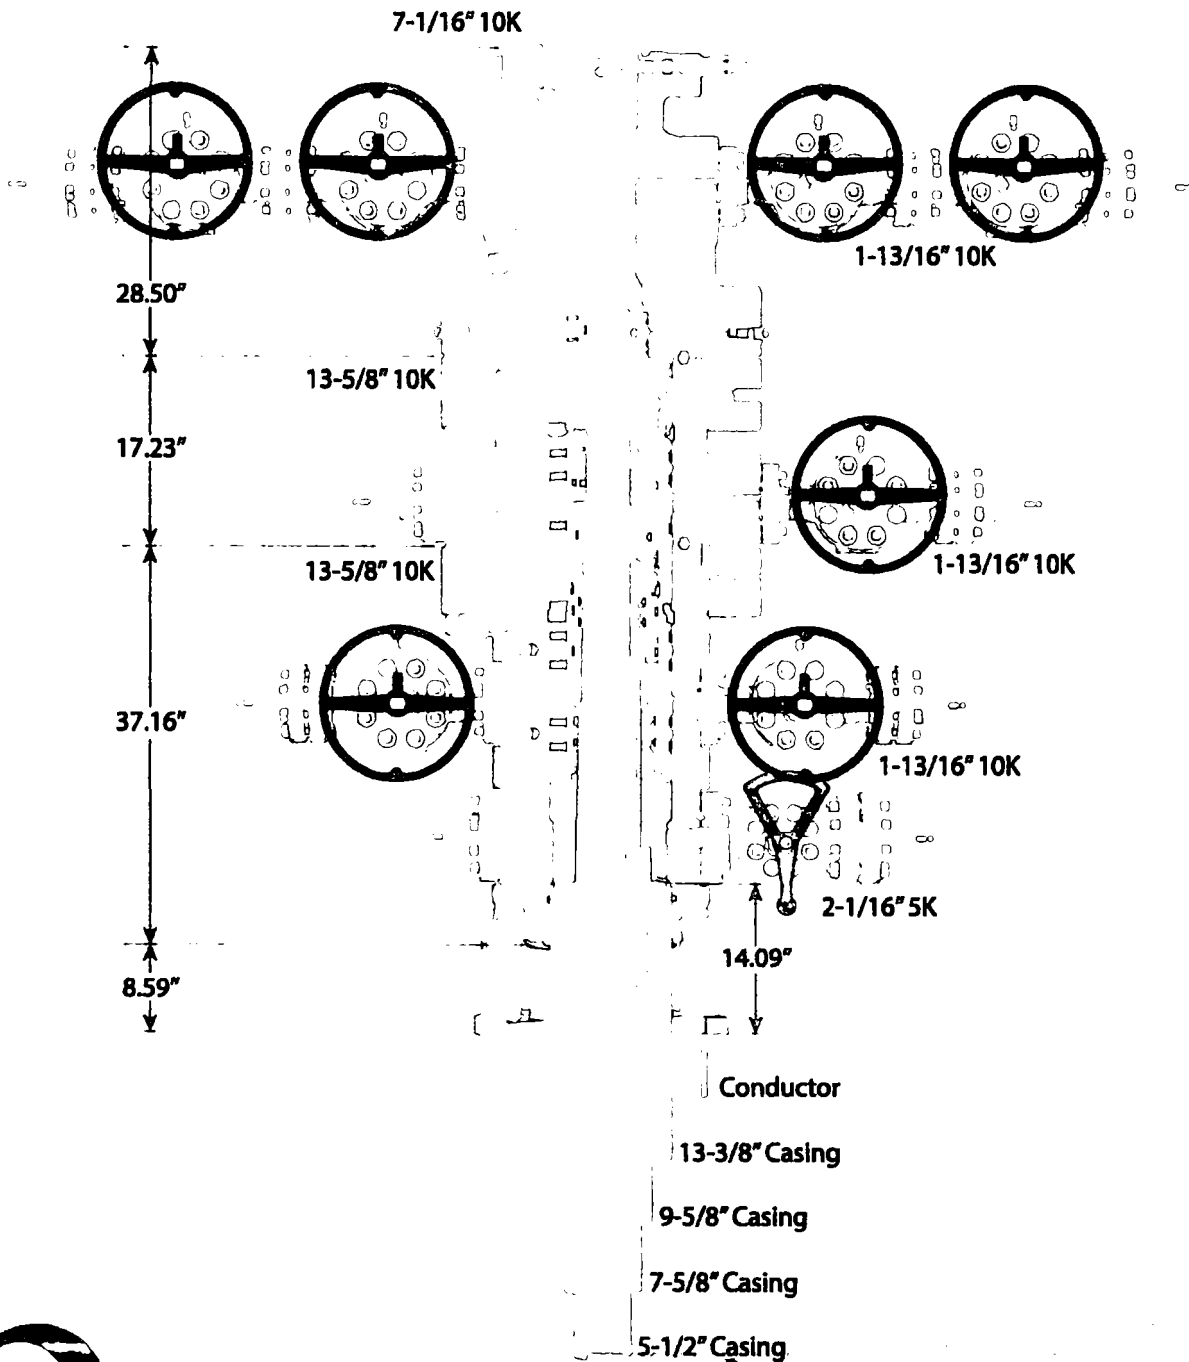 7-1/16" 10K
1-13/16" 10K
28.50"
13-5/8" 10K
17.23"
1-13/16" 10K
13-5/8" 10K
37.16"
1-13/16" 10K
2-1/16" 5K
14.09"
8.59"
Conductor
13-3/8" Casing
9-5/8" Casing
7-5/8" Casing
5-1/2" Casing